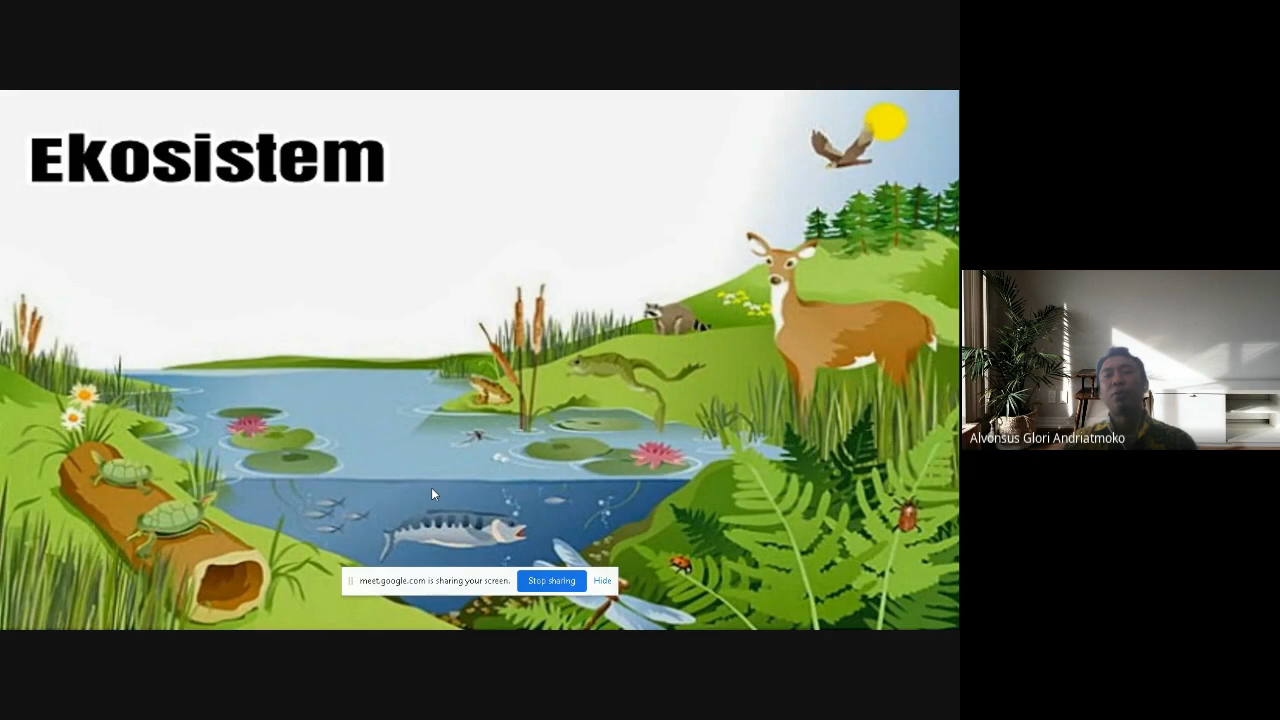 Ekosistem
meet.google.com is sharing your screen.
Stop sharing
Hide
Alvonsus Glori Andriatmoko